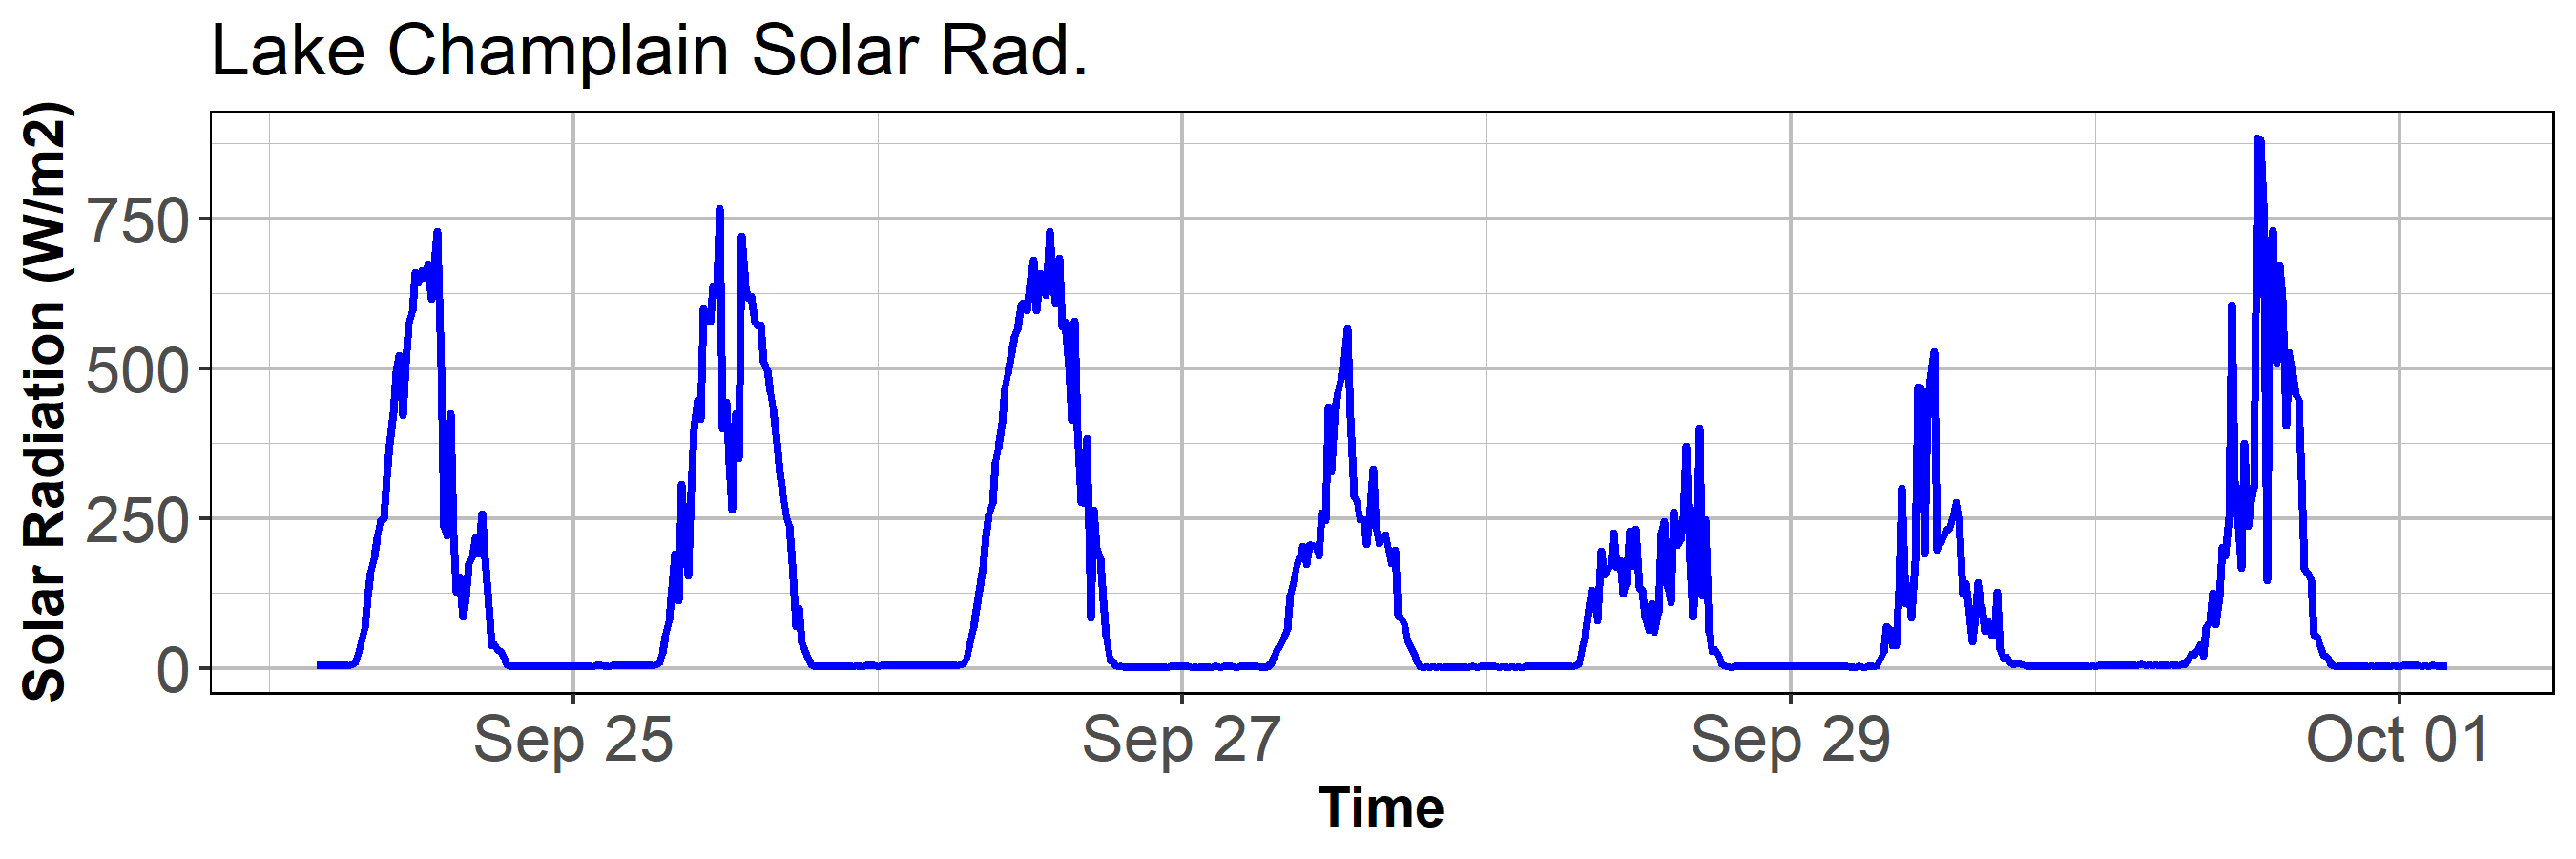 Lake Champlain Solar Rad.
Solar Radiation (W/m2)
750
500
250
0
Sep 25
Sep 27
Sep 29
Oct 01
Time